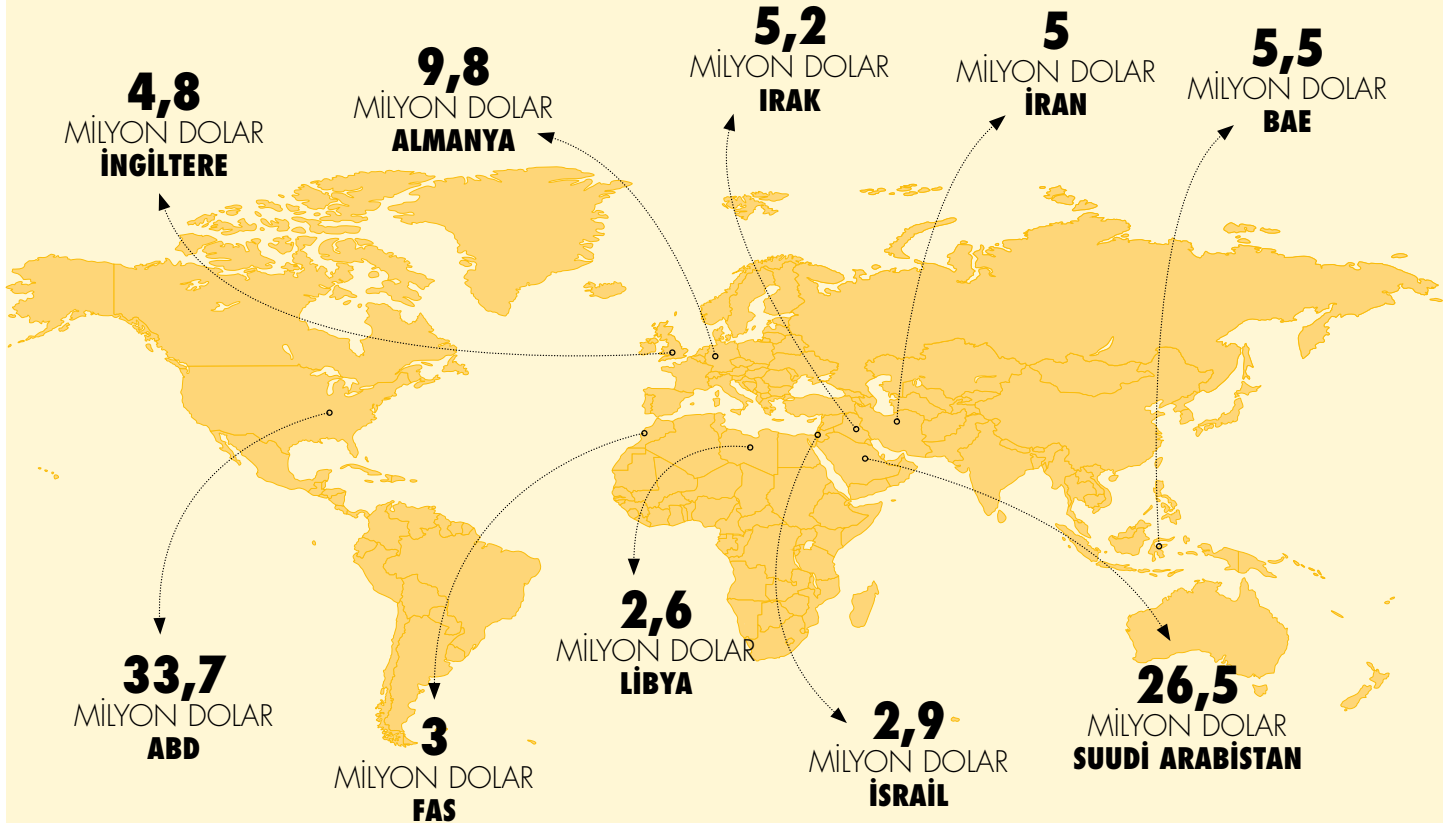 4,8
MİLYON DOLAR
İNGİLTERE
9,8
MİLYON DOLAR
ALMANYA
5,2
MİLYON DOLAR
IRAK
5
MİLYON DOLAR
İRAN
5,5
MİLYON DOLAR
BAE
33,7
MİLYON DOLAR
ABD
3
MİLYON DOLAR
FAS
2,6
MİLYON DOLAR
LİBYA
2,9
MİLYON DOLAR
İSRAİL
26,5
MİLYON DOLAR
SUUDİ ARABİSTAN